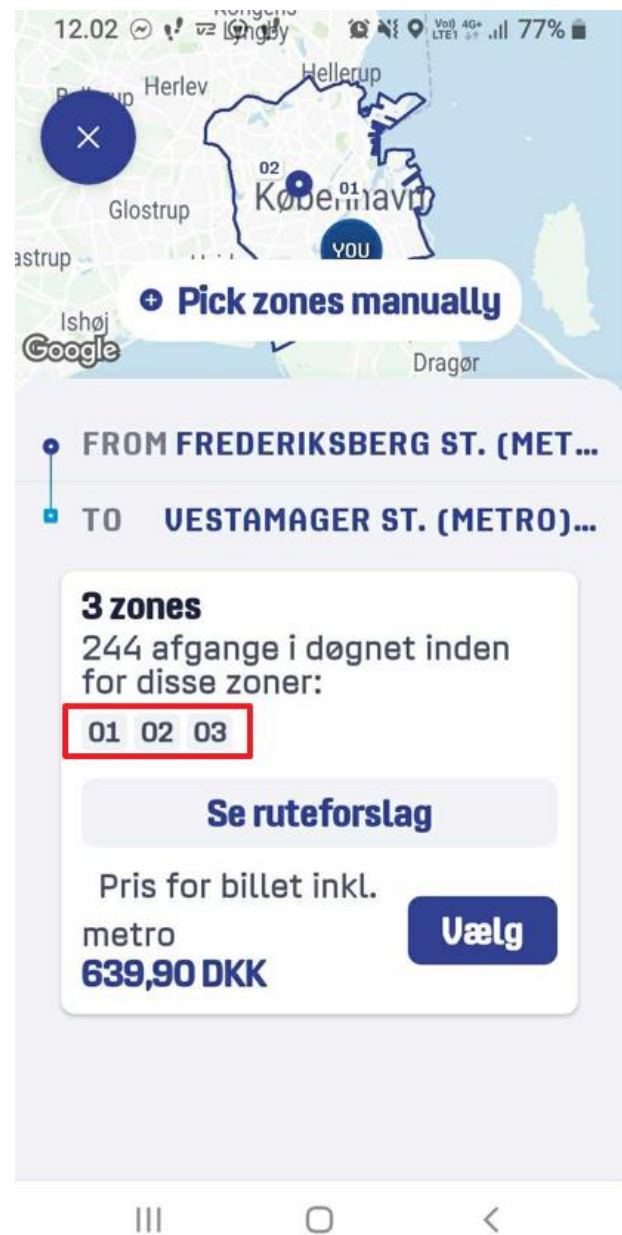 12.02 77%
Lyngby
Hellerup
Herlev
02
01
København
Glostrup
YOU
Pick zones manually
Ishøj
Google
Dragør
FROM FREDERIKSBERG ST. (MET...
TO VESTAMAGER ST. (METRO)...
3 zones
244 afgange i døgnet inden
for disse zoner:
01 02 03
Se ruteforslag
Pris for billet inkl.
metro
Vælg
639,90 DKK